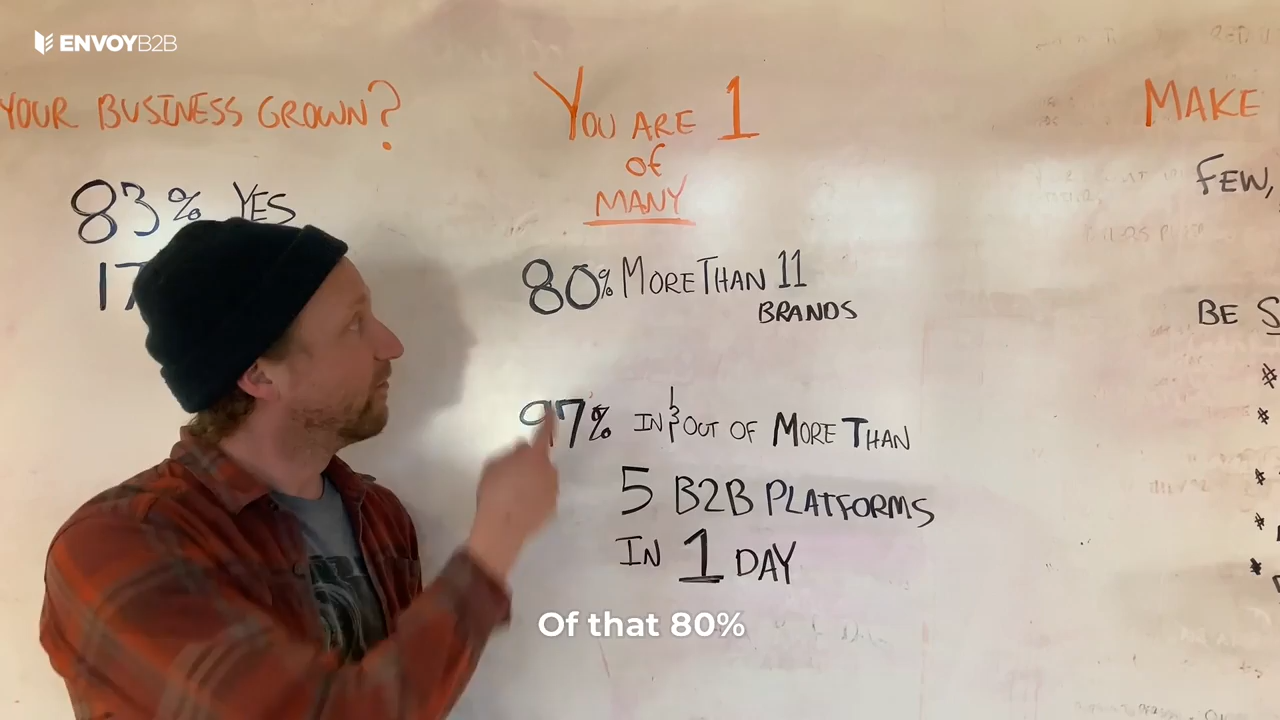 ENVOYB2B
YOUR BUSINESS GROWN?
83% YES
17
YOU ARE 1
of
MANY
80% MORE THAN 11
BRANDS
97% IN & OUT OF MORE THAN
5 B2B PLATFORMS
IN 1 DAY
MAKE
FEW,
BE S
Of that 80%